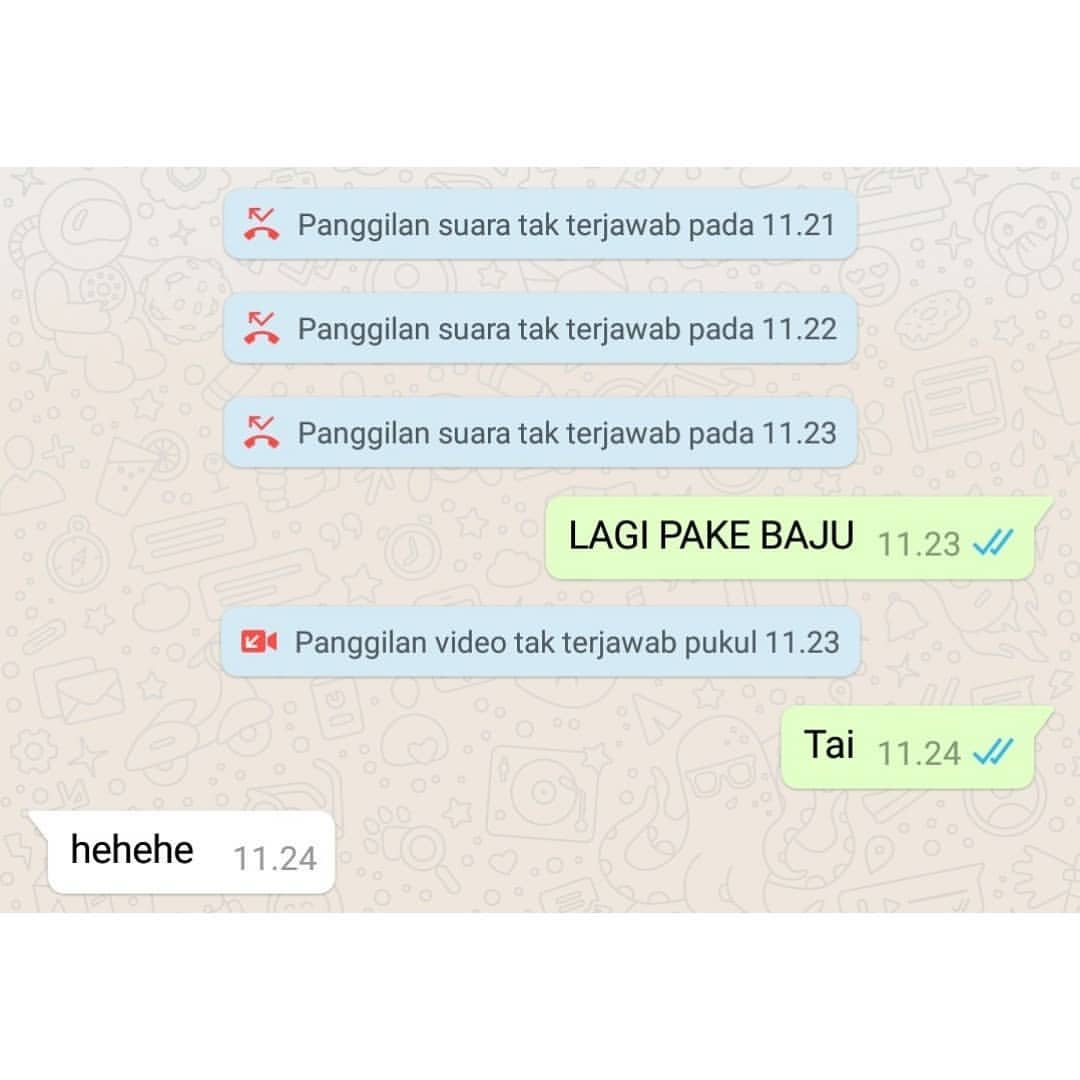 Panggilan suara tak terjawab pada 11.21
Panggilan suara tak terjawab pada 11.22
Panggilan suara tak terjawab pada 11.23
LAGI PAKE BAJU 11.23
Panggilan video tak terjawab pukul 11.23
Tai 11.24
hehehe 11.24